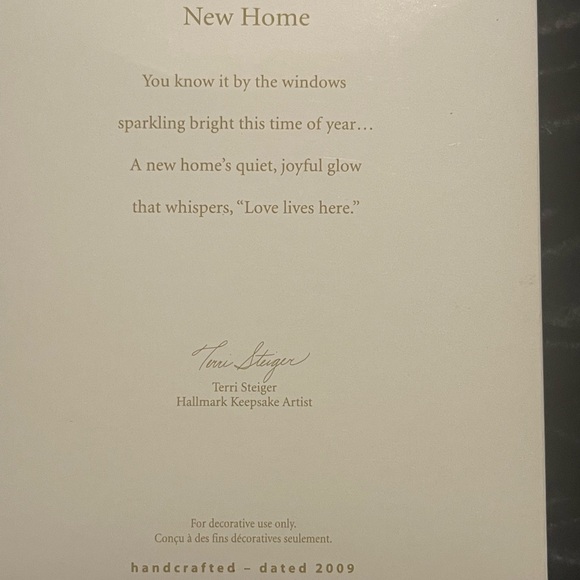 New Home
You know it by the windows
sparkling bright this time of year…
A new home’s quiet, joyful glow
that whispers, “Love lives here.”
Terri Steiger
Terri Steiger
Hallmark Keepsake Artist
For decorative use only.
Conçu à des fins décoratives seulement.
handcrafted – dated 2009